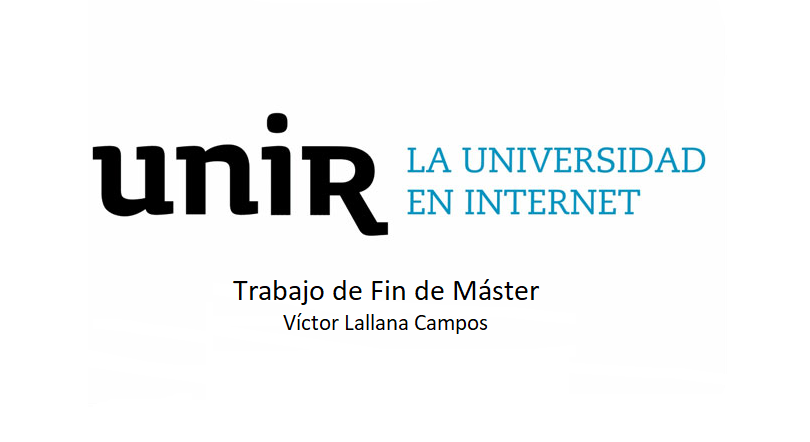 uniR
LA UNIVERSIDAD
EN INTERNET
Trabajo de Fin de Máster
Víctor Lallana Campos